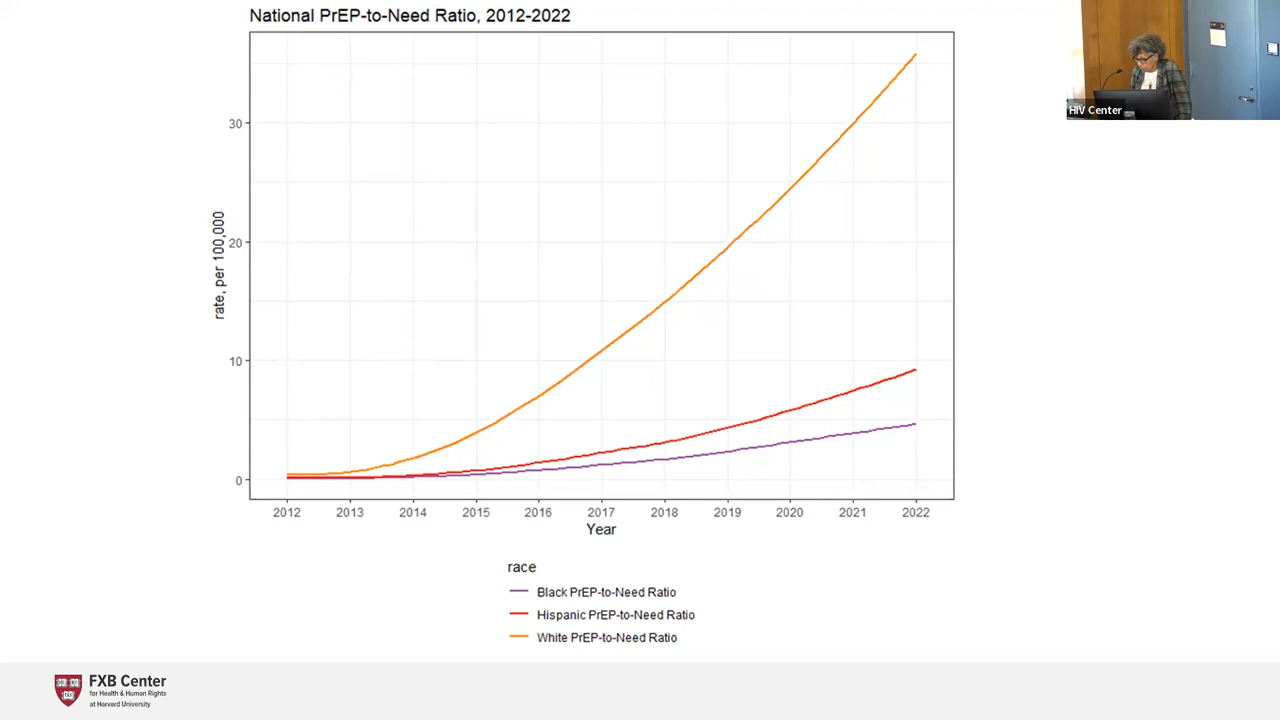 National PrEP-to-Need Ratio, 2012-2022
HIV Center
rate, per 100,000
30
20
10
0
2012 2013 2014 2015 2016 2017 2018 2019 2020 2021 2022
Year
race
Black PrEP-to-Need Ratio
Hispanic PrEP-to-Need Ratio
White PrEP-to-Need Ratio
FXB Center
for Health & Human Rights
at Harvard University